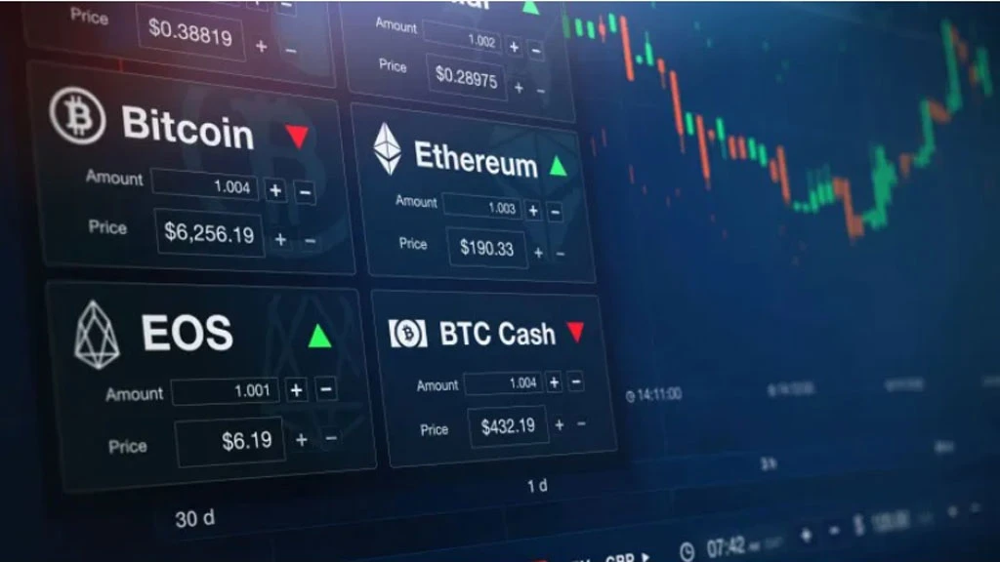 Price $0.38819 + −
Amount 1.002 + −
Price $0.28975 + −
Bitcoin
Amount 1.004 + −
Price $6,256.19 + −
Ethereum
Amount 1.003 + −
Price $190.33 + −
EOS
Amount 1.001 + −
Price $6.19 + −
BTC Cash
Amount 1.004 + −
Price $432.19 + −
14:11:00
1 d
30 d
07:42